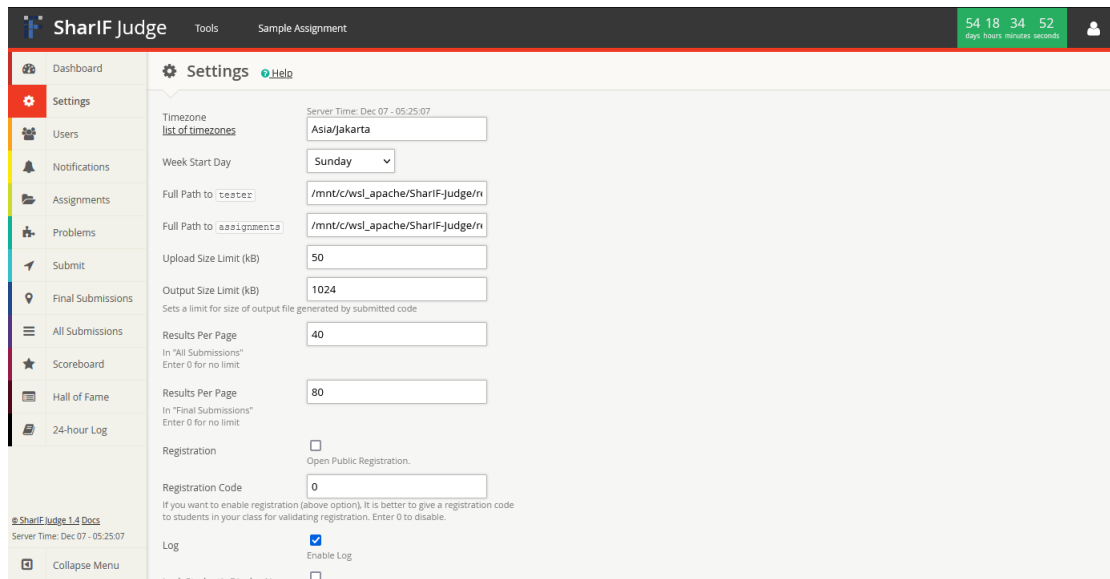 SharIF Judge
Tools
Sample Assignment
54 18 34 52
days hours minutes seconds
Dashboard
Settings
Users
Notifications
Assignments
Problems
Submit
Final Submissions
All Submissions
Scoreboard
Hall of Fame
24-hour Log
© SharIF Judge 1.4 Docs
Server Time: Dec 07 - 05:25:07
Collapse Menu
Settings Help
Server Time: Dec 07 - 05:25:07
Timezone
list of timezones
Asia/Jakarta
Week Start Day
Sunday
Full Path to tester
/mnt/c/wsl_apache/SharIF-Judge/re
Full Path to assignments
/mnt/c/wsl_apache/SharIF-Judge/re
Upload Size Limit (kB)
50
Output Size Limit (kB)
1024
Sets a limit for size of output file generated by submitted code
Results Per Page
40
In "All Submissions"
Enter 0 for no limit
Results Per Page
80
In "Final Submissions"
Enter 0 for no limit
Registration
Open Public Registration.
Registration Code
0
If you want to enable registration (above option), It is better to give a registration code
to students in your class for validating registration. Enter 0 to disable.
Log
Enable Log